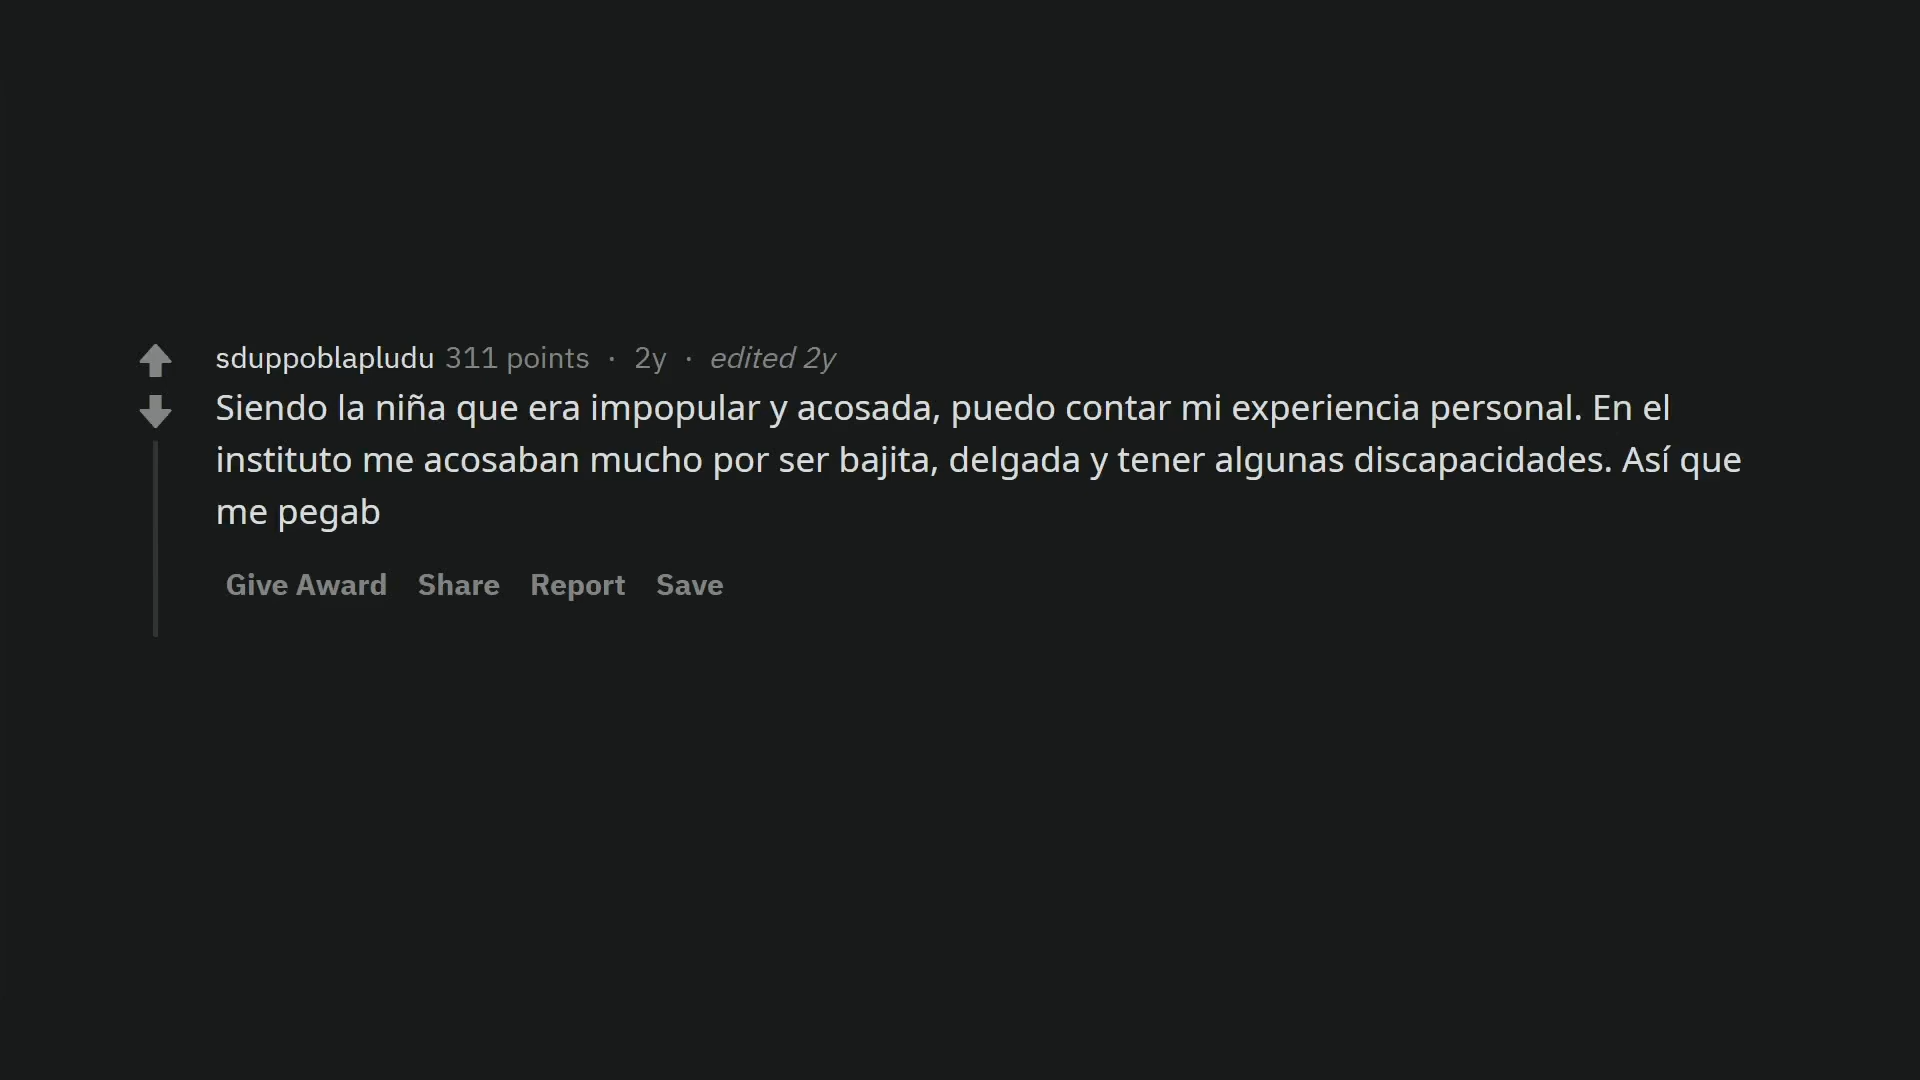 sduppoblapludu 311 points · 2y · edited 2y
Siendo la niña que era impopular y acosada, puedo contar mi experiencia personal. En el
instituto me acosaban mucho por ser bajita, delgada y tener algunas discapacidades. Así que
me pegab
Give Award Share Report Save